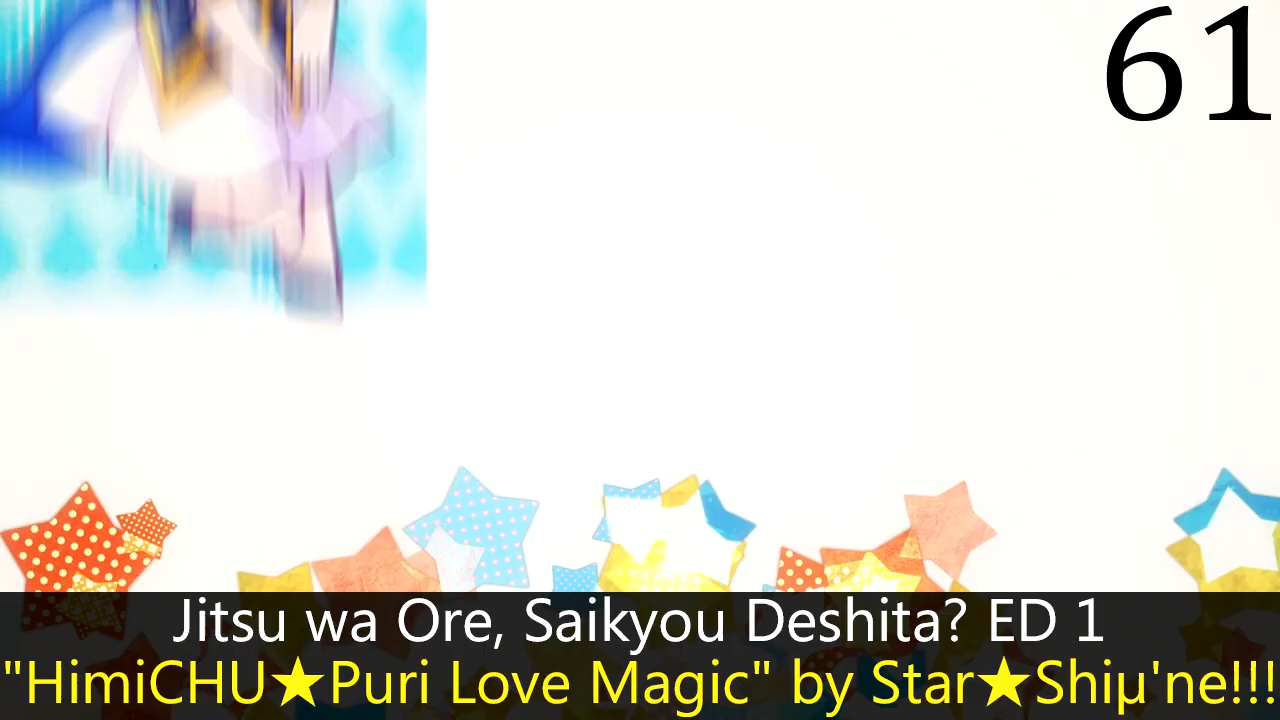 61
Jitsu wa Ore, Saikyou Deshita? ED 1
"HimiCHU★Puri Love Magic" by Star★Shiμ'ne!!!